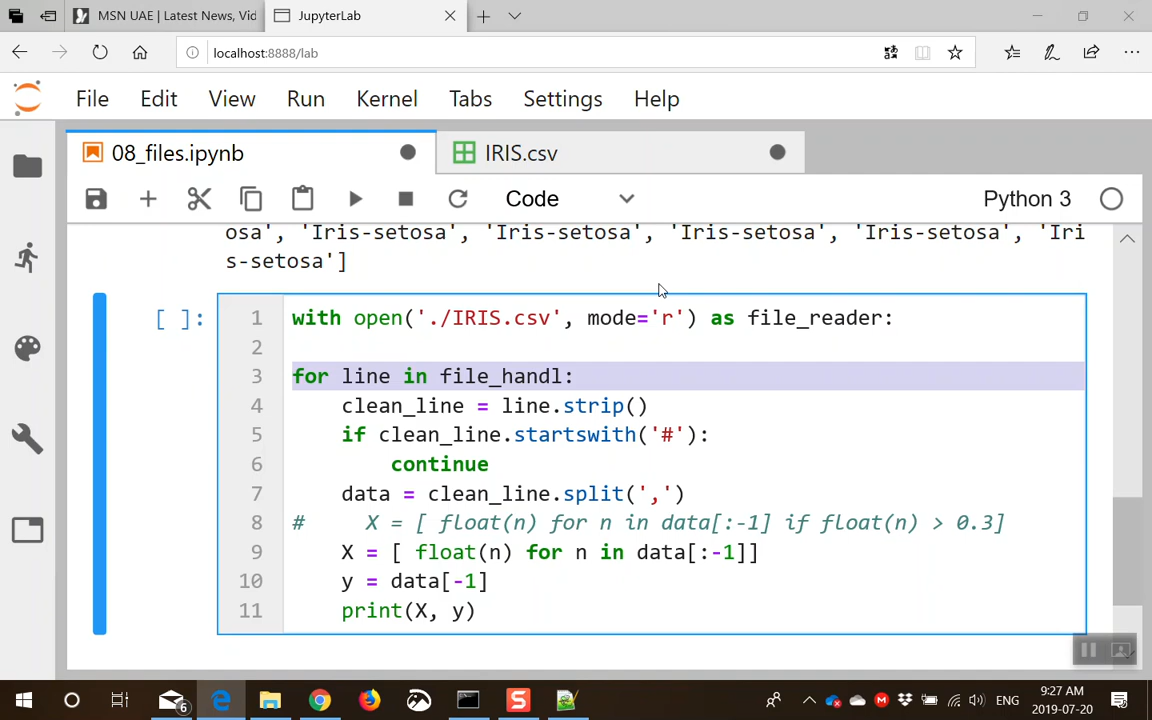 MSN UAE | Latest News, Vid
JupyterLab
localhost:8888/lab
File Edit View Run Kernel Tabs Settings Help
08_files.ipynb
IRIS.csv
Code
Python 3
osa', 'Iris-setosa', 'Iris-setosa', 'Iris-setosa', 'Iris-setosa', 'Iri
s-setosa']
[ ]:
1 with open('./IRIS.csv', mode='r') as file_reader:
2
3 for line in file_handl:
4     clean_line = line.strip()
5     if clean_line.startswith('#'):
6         continue
7     data = clean_line.split(',')
8 #     X = [ float(n) for n in data[:-1] if float(n) > 0.3]
9     X = [ float(n) for n in data[:-1]]
10     y = data[-1]
11     print(X, y)
6
ENG
9:27 AM
2019-07-20